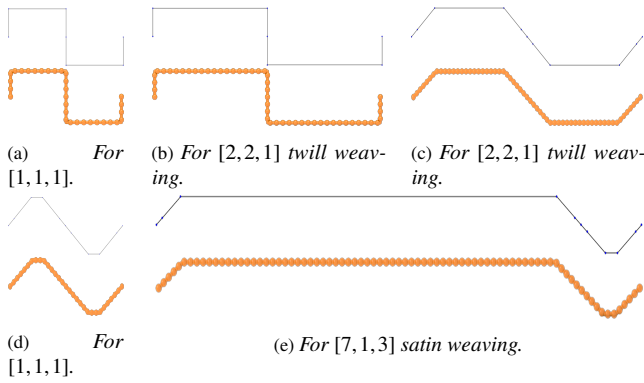 (a) For
[1, 1, 1].
(b) For [2, 2, 1] twill weav-
ing.
(c) For [2, 2, 1] twill weav-
ing.
(d) For
[1, 1, 1].
(e) For [7, 1, 3] satin weaving.